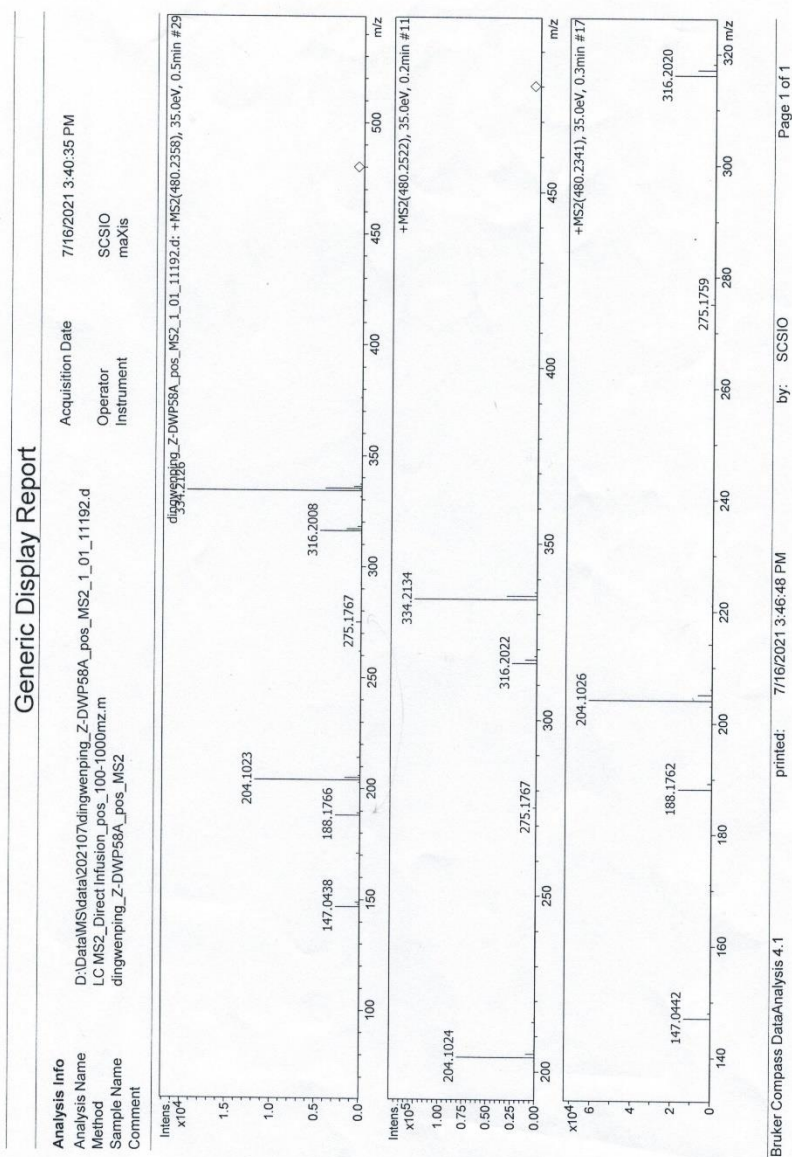 Generic Display Report
Analysis Info
Analysis Name D:\Data\MS\data\202107\dingwenping_Z-DWP58A_pos_MS2_1_01_11192.d
Method LC MS2_Direct Infusion_pos_100-1000mz.m
Sample Name dingwenping_Z-DWP58A_pos_MS2
Comment
Acquisition Date 7/16/2021 3:40:35 PM
Operator SCSIO
Instrument maXis
Intens.
x10⁴
1.5
1.0
0.5
0.0
dingwenping_Z-DWP58A_pos_MS2_1_01_11192.d: +MS2(480.2358), 35.0eV, 0.5min #29
147.0438
188.1766
204.1023
275.1767
316.2008
334.2126
100 150 200 250 300 350 400 450 500 m/z
Intens.
x10⁵
1.00
0.75
0.50
0.25
0.00
+MS2(480.2522), 35.0eV, 0.2min #11
204.1024
275.1767
316.2022
334.2134
200 250 300 350 400 450 m/z
x10⁴
6
4
2
0
+MS2(480.2341), 35.0eV, 0.3min #17
147.0442
188.1762
204.1026
275.1759
316.2020
140 160 180 200 220 240 260 280 300 320 m/z
Bruker Compass DataAnalysis 4.1 printed: 7/16/2021 3:46:48 PM by: SCSIO Page 1 of 1